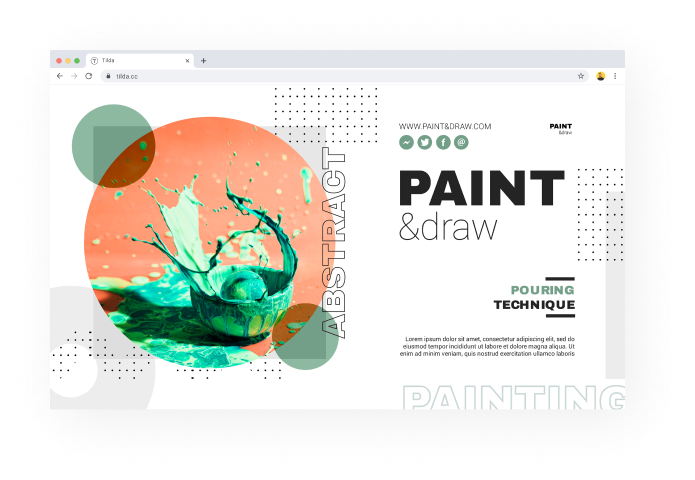 Tilda
tilda.cc
WWW.PAINT&DRAW.COM
PAINT
&draw
PAINT
&draw
ABSTRACT
POURING
TECHNIQUE
Lorem ipsum dolor sit amet, consectetur adipiscing elit, sed do
eiusmod tempor incididunt ut labore et dolore magna aliqua. Ut
enim ad minim veniam, quis nostrud exercitation ullamco laboris
PAINTING